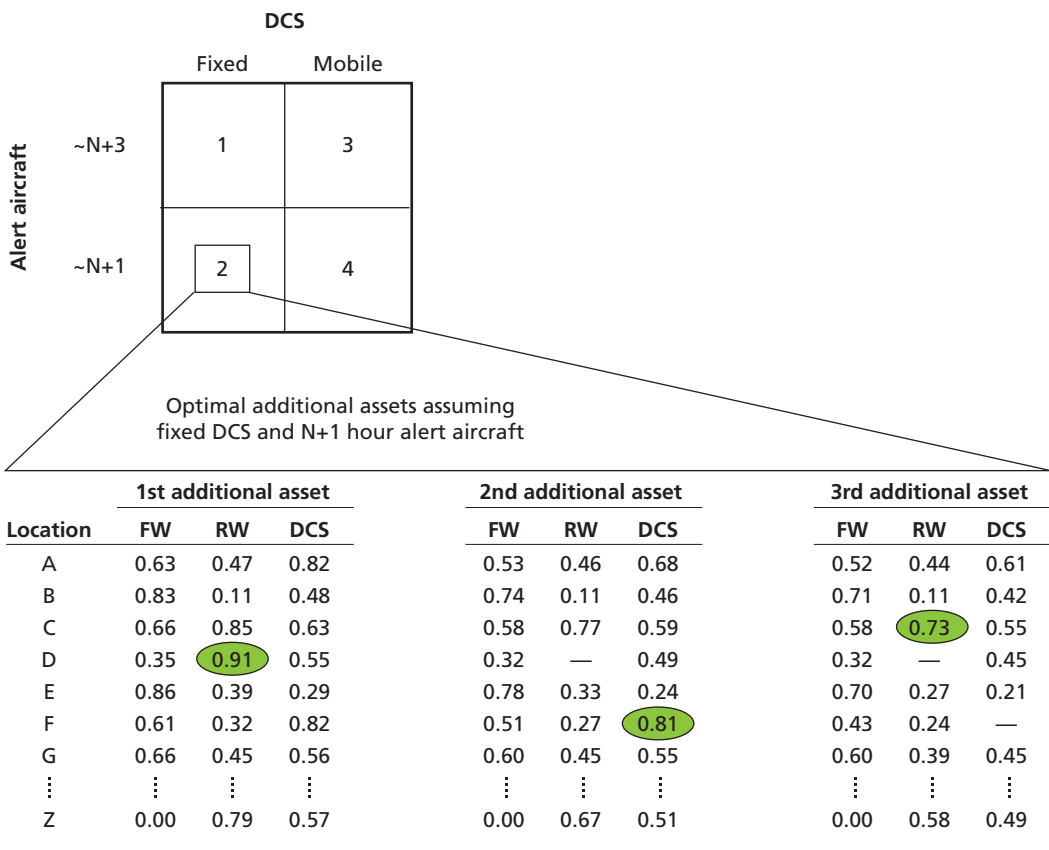 DCS
Fixed Mobile
Alert aircraft
~N+3 1 3
~N+1 2 4
Optimal additional assets assuming
fixed DCS and N+1 hour alert aircraft
1st additional asset 2nd additional asset 3rd additional asset
Location FW RW DCS FW RW DCS FW RW DCS
A 0.63 0.47 0.82 0.53 0.46 0.68 0.52 0.44 0.61
B 0.83 0.11 0.48 0.74 0.11 0.46 0.71 0.11 0.42
C 0.66 0.85 0.63 0.58 0.77 0.59 0.58 0.73 0.55
D 0.35 0.91 0.55 0.32 — 0.49 0.32 — 0.45
E 0.86 0.39 0.29 0.78 0.33 0.24 0.70 0.27 0.21
F 0.61 0.32 0.82 0.51 0.27 0.81 0.43 0.24 —
G 0.66 0.45 0.56 0.60 0.45 0.55 0.60 0.39 0.45
Z 0.00 0.79 0.57 0.00 0.67 0.51 0.00 0.58 0.49